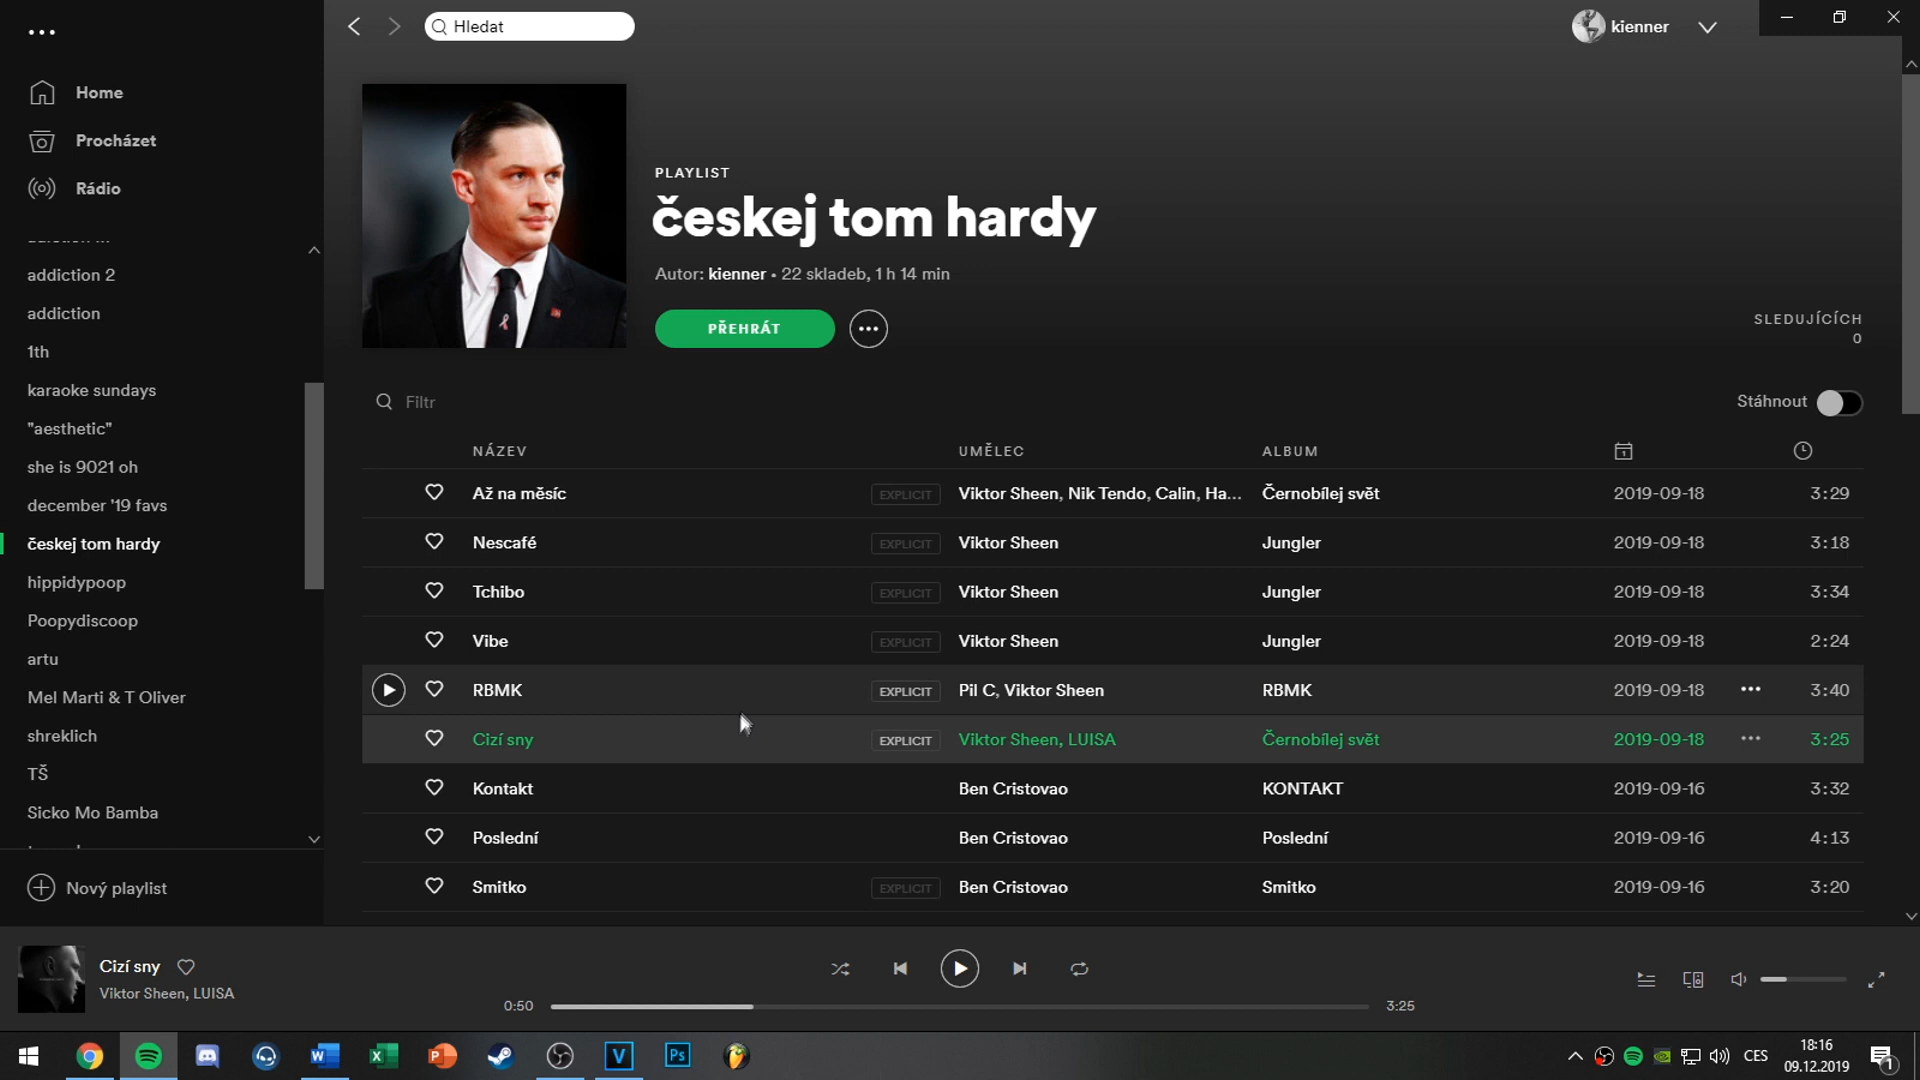 Hledat
kienner
Home
Procházet
Rádio
addiction 2
addiction
1th
karaoke sundays
"aesthetic"
she is 9021 oh
december '19 favs
českej tom hardy
hippidypoop
Poopydiscoop
artu
Mel Marti & T Oliver
shreklich
TŠ
Sicko Mo Bamba
Nový playlist
PLAYLIST
českej tom hardy
Autor: kienner • 22 skladeb, 1 h 14 min
PŘEHRÁT
SLEDUJÍCÍCH
0
Filtr
Stáhnout
NÁZEV UMĚLEC ALBUM
Až na měsíc EXPLICIT Viktor Sheen, Nik Tendo, Calin, Ha... Černobílej svět 2019-09-18 3:29
Nescafé EXPLICIT Viktor Sheen Jungler 2019-09-18 3:18
Tchibo EXPLICIT Viktor Sheen Jungler 2019-09-18 3:34
Vibe EXPLICIT Viktor Sheen Jungler 2019-09-18 2:24
RBMK EXPLICIT Pil C, Viktor Sheen RBMK 2019-09-18 3:40
Cizí sny EXPLICIT Viktor Sheen, LUISA Černobílej svět 2019-09-18 3:25
Kontakt Ben Cristovao KONTAKT 2019-09-16 3:32
Poslední Ben Cristovao Poslední 2019-09-16 4:13
Smitko EXPLICIT Ben Cristovao Smitko 2019-09-16 3:20
Cizí sny
Viktor Sheen, LUISA
0:50 3:25
CES
18:16
09.12.2019
1